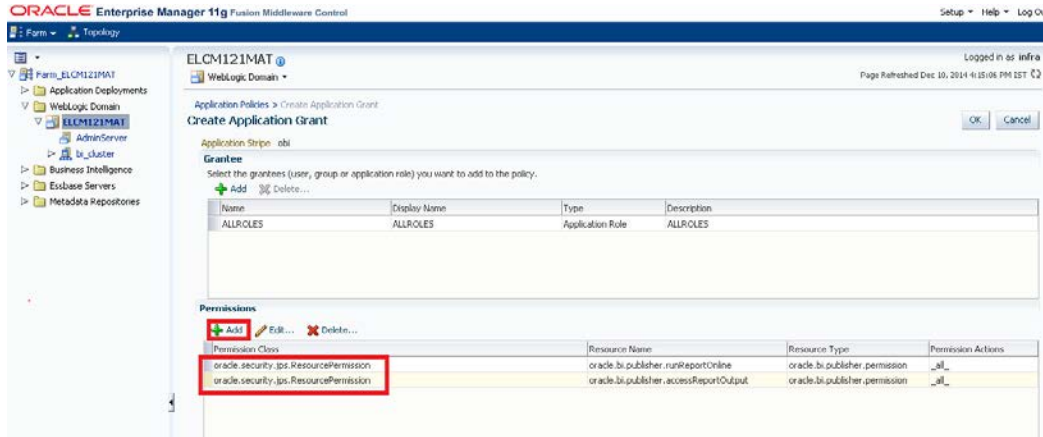 ORACLE Enterprise Manager 11g Fusion Middleware Control
Setup Help Log Ou
Farm Topology
Farm_ELCM121MAT
Application Deployments
WebLogic Domain
ELCM121MAT
AdminServer
bi_cluster
Business Intelligence
Essbase Servers
Metadata Repositories
ELCM121MAT
Logged in as infra
WebLogic Domain
Page Refreshed Dec 10, 2014 4:15:06 PM IST
Application Policies > Create Application Grant
Create Application Grant
OK Cancel
Application Stripe obi
Grantee
Select the grantees (user, group or application role) you want to add to the policy.
Add Delete...
Name Display Name Type Description
ALLROLES ALLROLES Application Role ALLROLES
Permissions
Add Edit... Delete...
Permission Class Resource Name Resource Type Permission Actions
oracle.security.jps.ResourcePermission oracle.bi.publisher.runReportOnline oracle.bi.publisher.permission _all_
oracle.security.jps.ResourcePermission oracle.bi.publisher.accessReportOutput oracle.bi.publisher.permission _all_